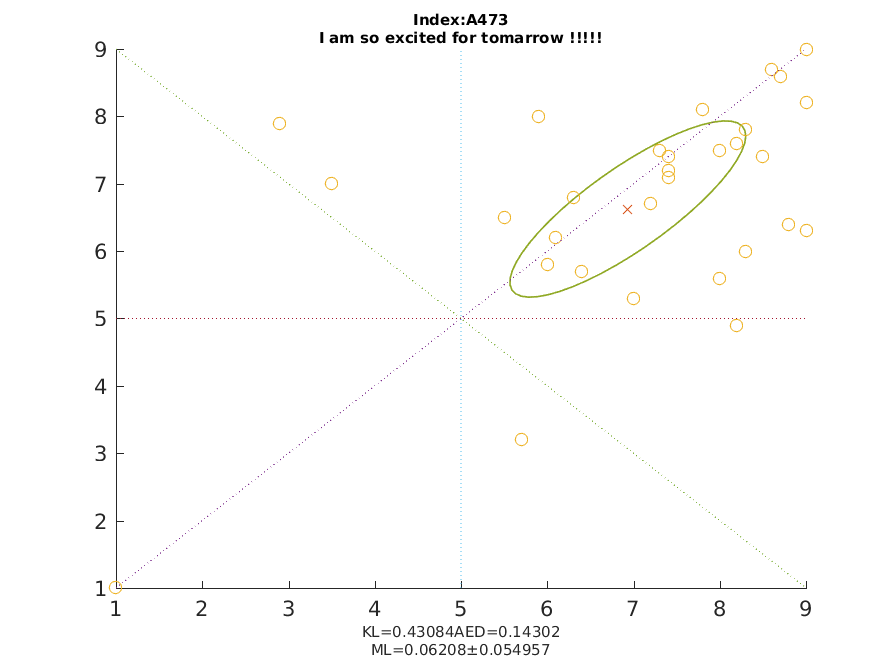 Index:A473
I am so excited for tomarrow !!!!!
9
8
7
6
5
4
3
2
1
1 2 3 4 5 6 7 8 9
KL=0.43084AED=0.14302
ML=0.06208±0.054957